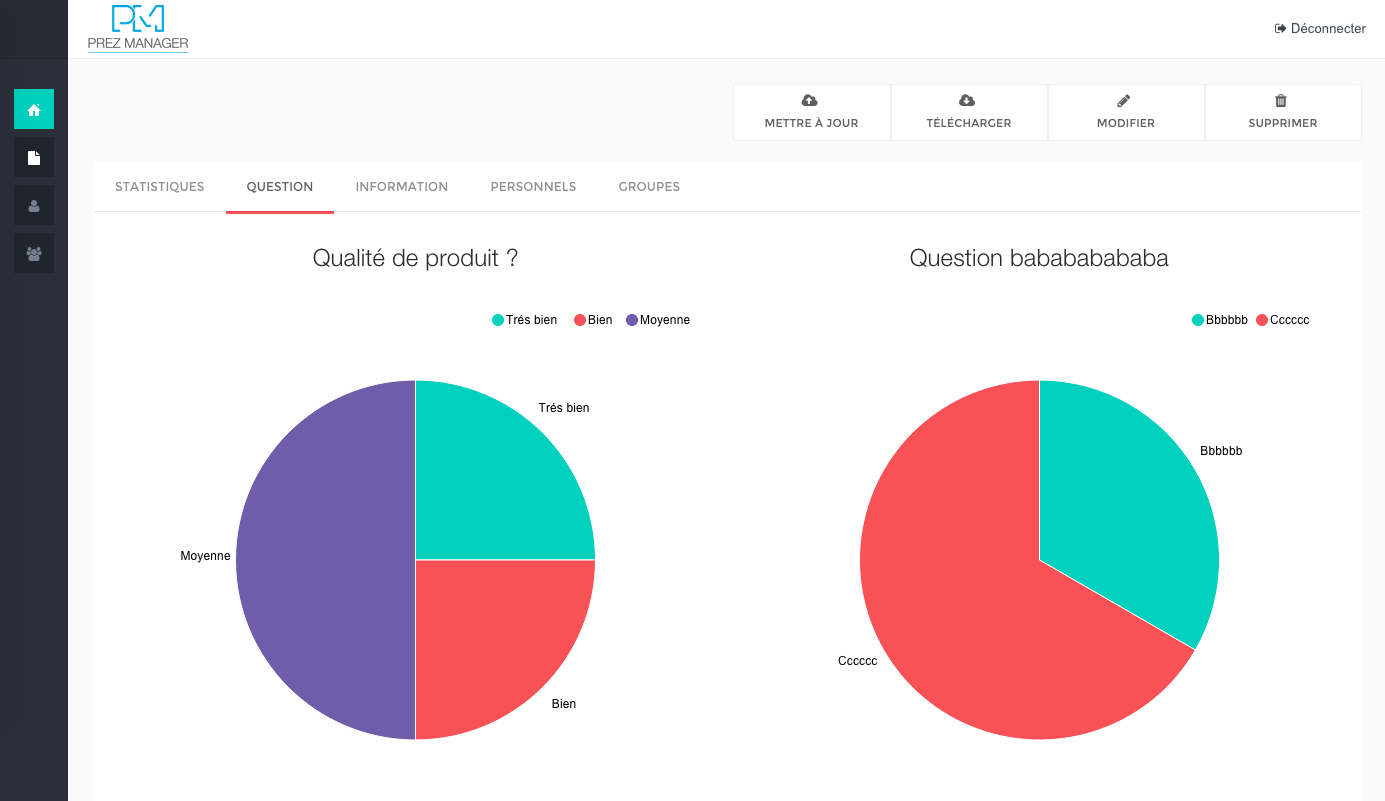 PM
PREZ MANAGER
Déconnecter
METTRE À JOUR
TÉLÉCHARGER
MODIFIER
SUPPRIMER
STATISTIQUES
QUESTION
INFORMATION
PERSONNELS
GROUPES
Qualité de produit ?
Trés bien
Bien
Moyenne
Trés bien
Moyenne
Bien
Question babababababa
Bbbbbb
Cccccc
Bbbbbb
Cccccc